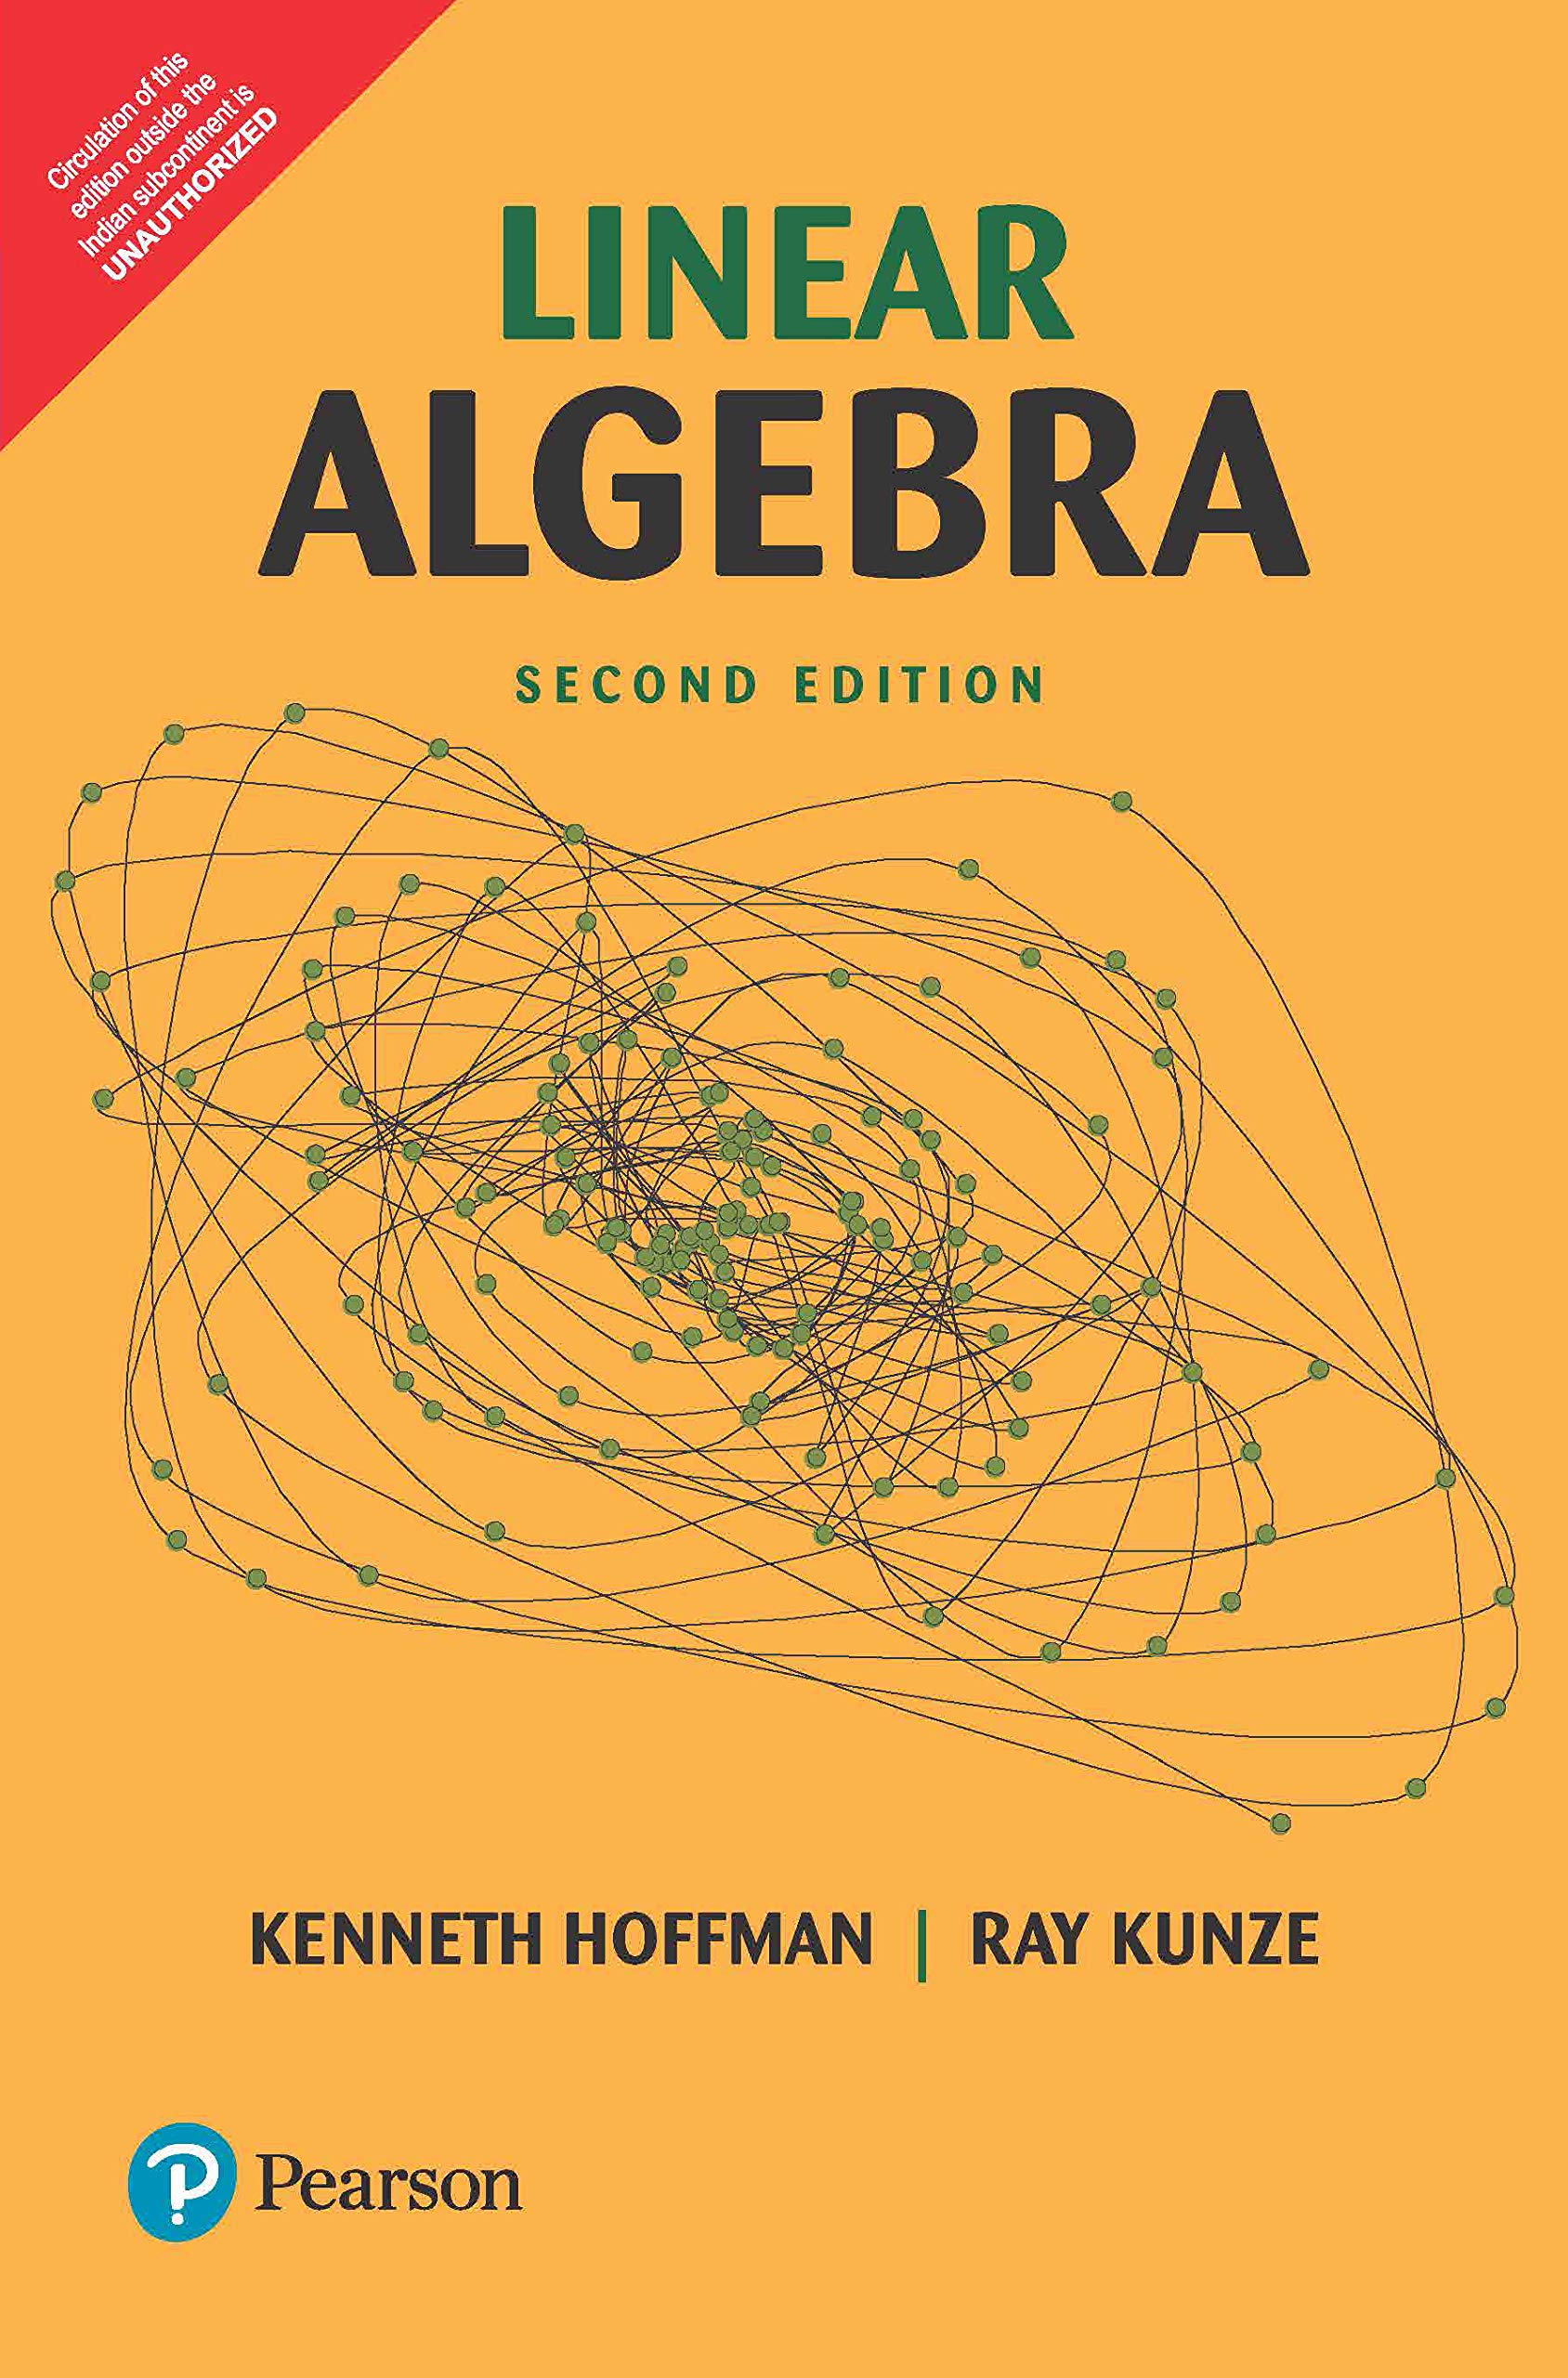 Circulation of this
edition outside the
Indian subcontinent is
UNAUTHORIZED
LINEAR
ALGEBRA
SECOND EDITION
KENNETH HOFFMAN | RAY KUNZE
Pearson